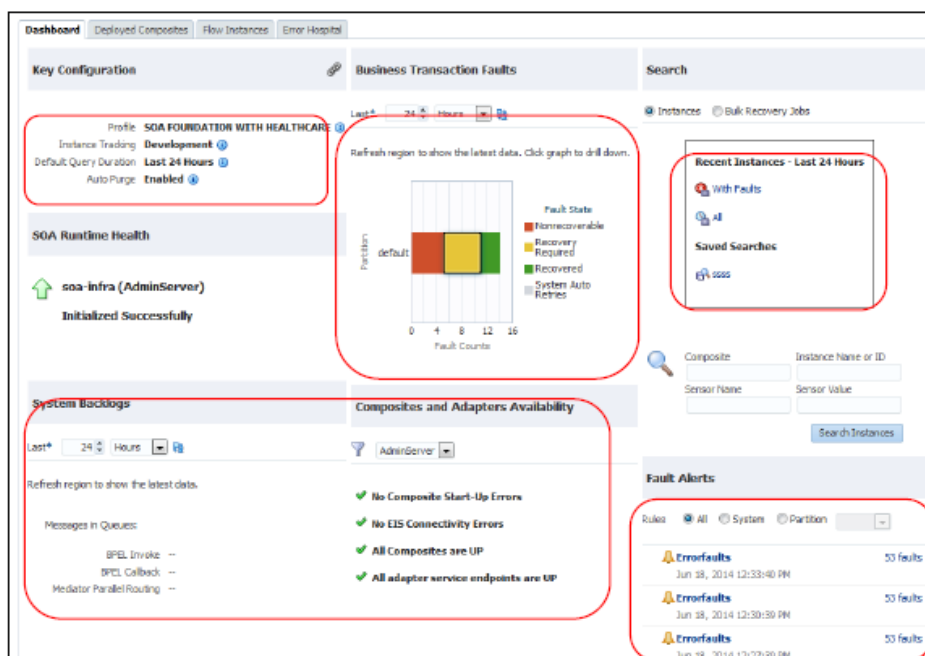 Dashboard Deployed Composites Flow Instances Error Hospital
Key Configuration
Profile SOA FOUNDATION WITH HEALTHCARE
Instance Tracking Development
Default Query Duration Last 24 Hours
Auto Purge Enabled
SOA Runtime Health
soa-infra (AdminServer)
Initialized Successfully
Business Transaction Faults
Last* 24 Hours
Refresh region to show the latest data. Click graph to drill down.
Partition
default
0 4 8 12 16
Fault Counts
Fault State
Nonrecoverable
Recovery
Required
Recovered
System Auto
Retries
Search
Instances Bulk Recovery Jobs
Recent Instances - Last 24 Hours
With Faults
All
Saved Searches
ssss
Composite Instance Name or ID
Sensor Name Sensor Value
Search Instances
System Backlogs
Last* 24 Hours
Refresh region to show the latest data.
Messages in Queues:
BPEL Invoke --
BPEL Callback --
Mediator Parallel Routing --
Composites and Adapters Availability
AdminServer
No Composite Start-Up Errors
No EIS Connectivity Errors
All Composites are UP
All adapter service endpoints are UP
Fault Alerts
Rules All System Partition
Errorfaults 53 faults
Jun 18, 2014 12:33:40 PM
Errorfaults 53 faults
Jun 18, 2014 12:30:39 PM
Errorfaults 53 faults
Jun 18, 2014 12:27:39 PM